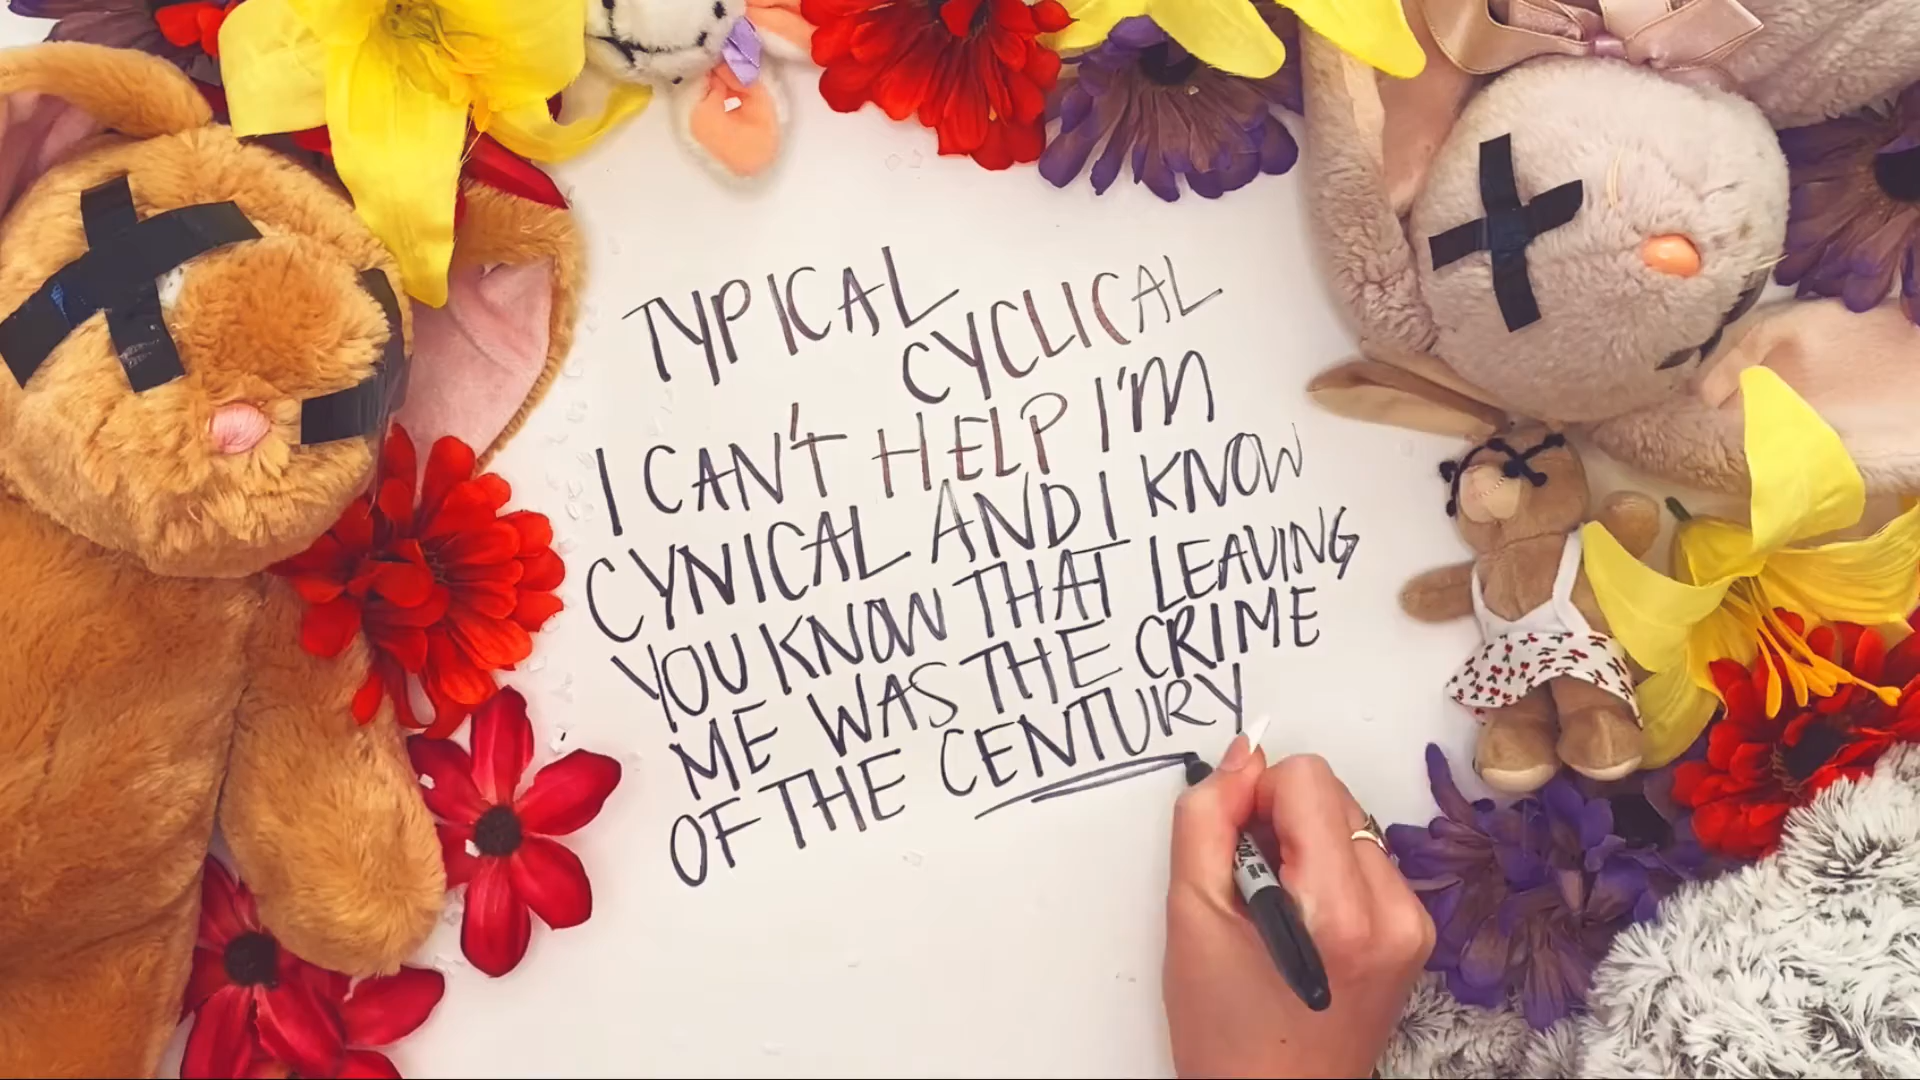 TYPICAL
CYCLICAL
I CAN'T HELP I'M
CYNICAL AND I KNOW
YOU KNOW THAT LEAVING
ME WAS THE CRIME
OF THE CENTURY